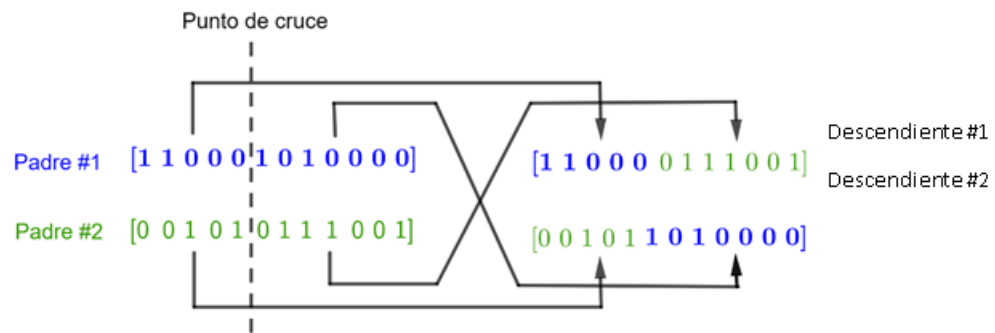 Punto de cruce
Padre #1 [1 1 0 0 0 1 0 1 0 0 0 0] [1 1 0 0 0 0 1 1 1 0 0 1] Descendiente #1
Descendiente #2
Padre #2 [0 0 1 0 1 0 1 1 1 0 0 1] [0 0 1 0 1 1 0 1 0 0 0 0]